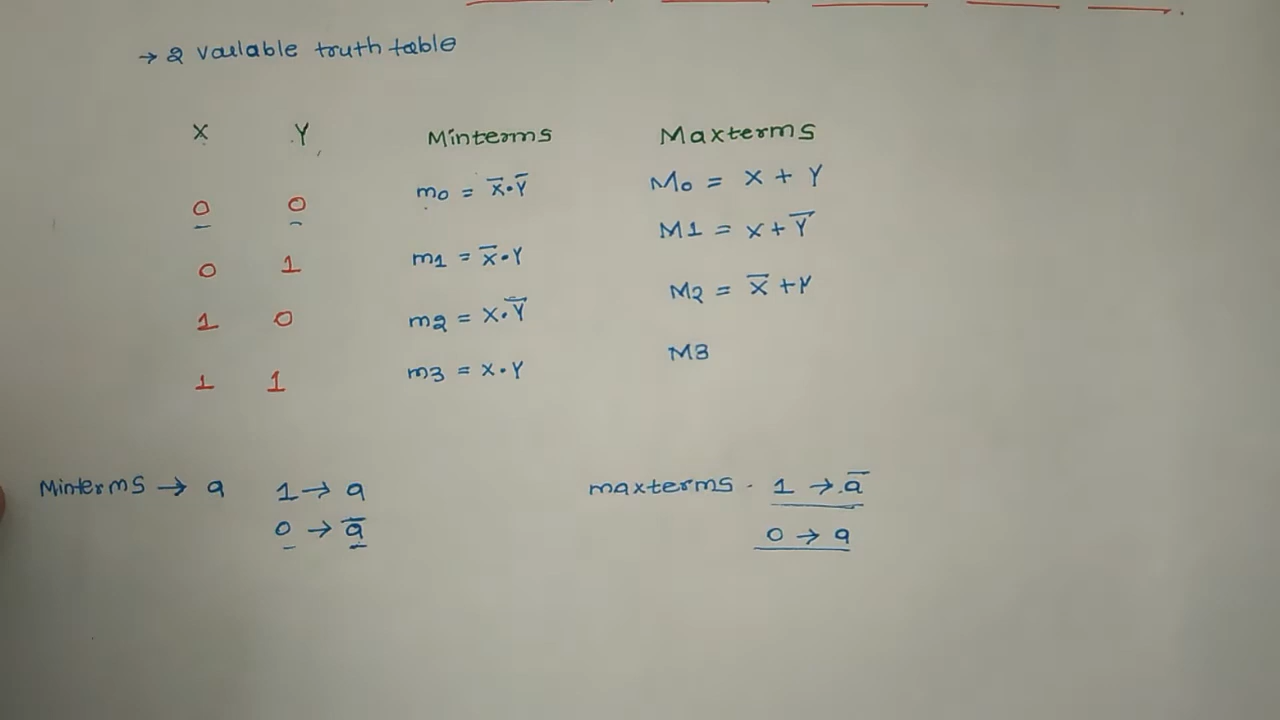 → 2 Vailable truth table
X Y Minterms Maxterms
0 0 m0 = X̅·Y̅ M0 = X + Y
0 1 m1 = X̅·Y M1 = X + Y̅
1 0 m2 = X·Y̅ M2 = X̅ + Y
1 1 m3 = X·Y M3
Minterms → a 1 → a maxterms · 1 → a̅
0 → a̅ 0 → a